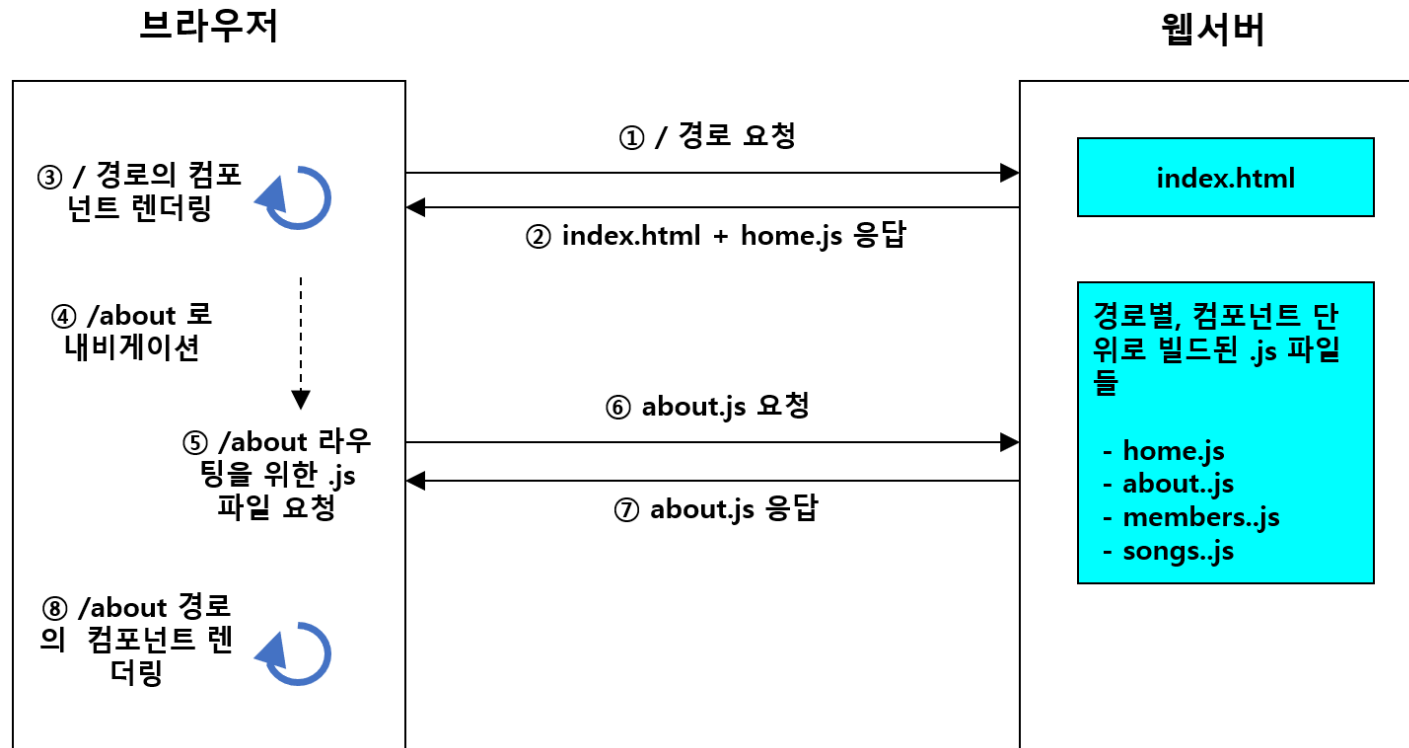 브라우저
웹서버
① / 경로 요청
③ / 경로의 컴포
넌트 렌더링
index.html
② index.html + home.js 응답
④ /about 로
내비게이션
경로별, 컴포넌트 단
위로 빌드된 .js 파일
들
⑥ about.js 요청
⑤ /about 라우
팅을 위한 .js
파일 요청
- home.js
- about..js
- members..js
- songs..js
⑦ about.js 응답
⑧ /about 경로
의 컴포넌트 렌
더링